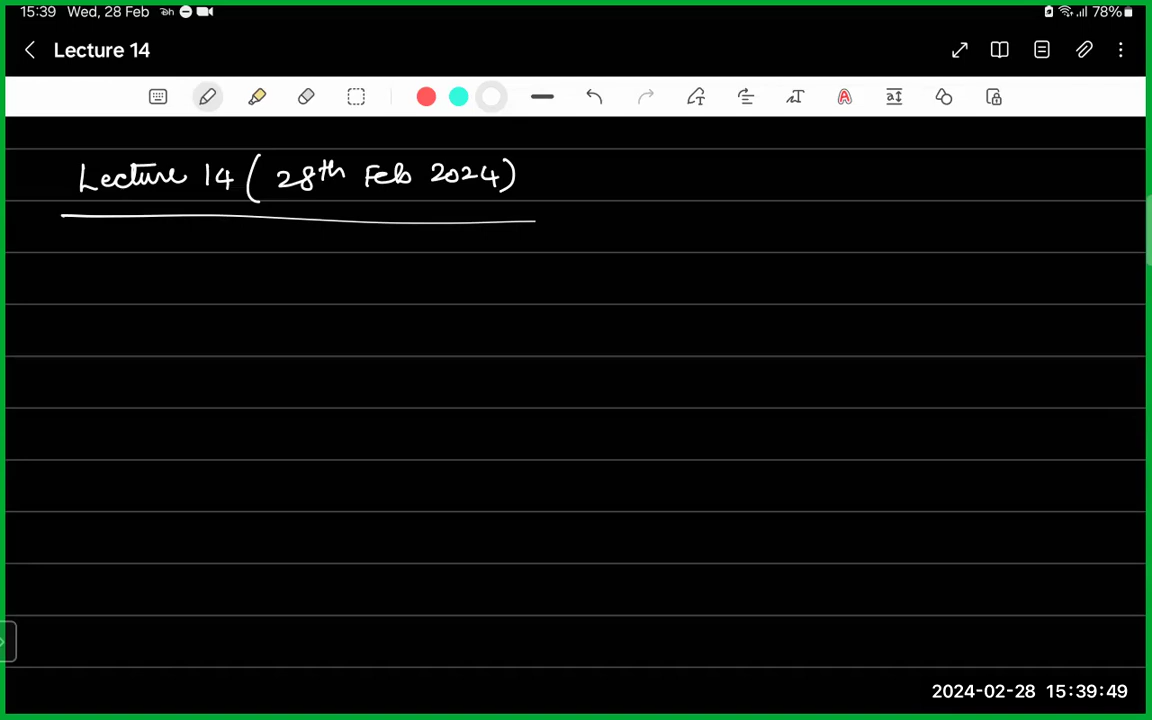 15:39 Wed, 28 Feb 78%
Lecture 14
Lecture 14 ( 28th Feb 2024)
2024-02-28 15:39:49